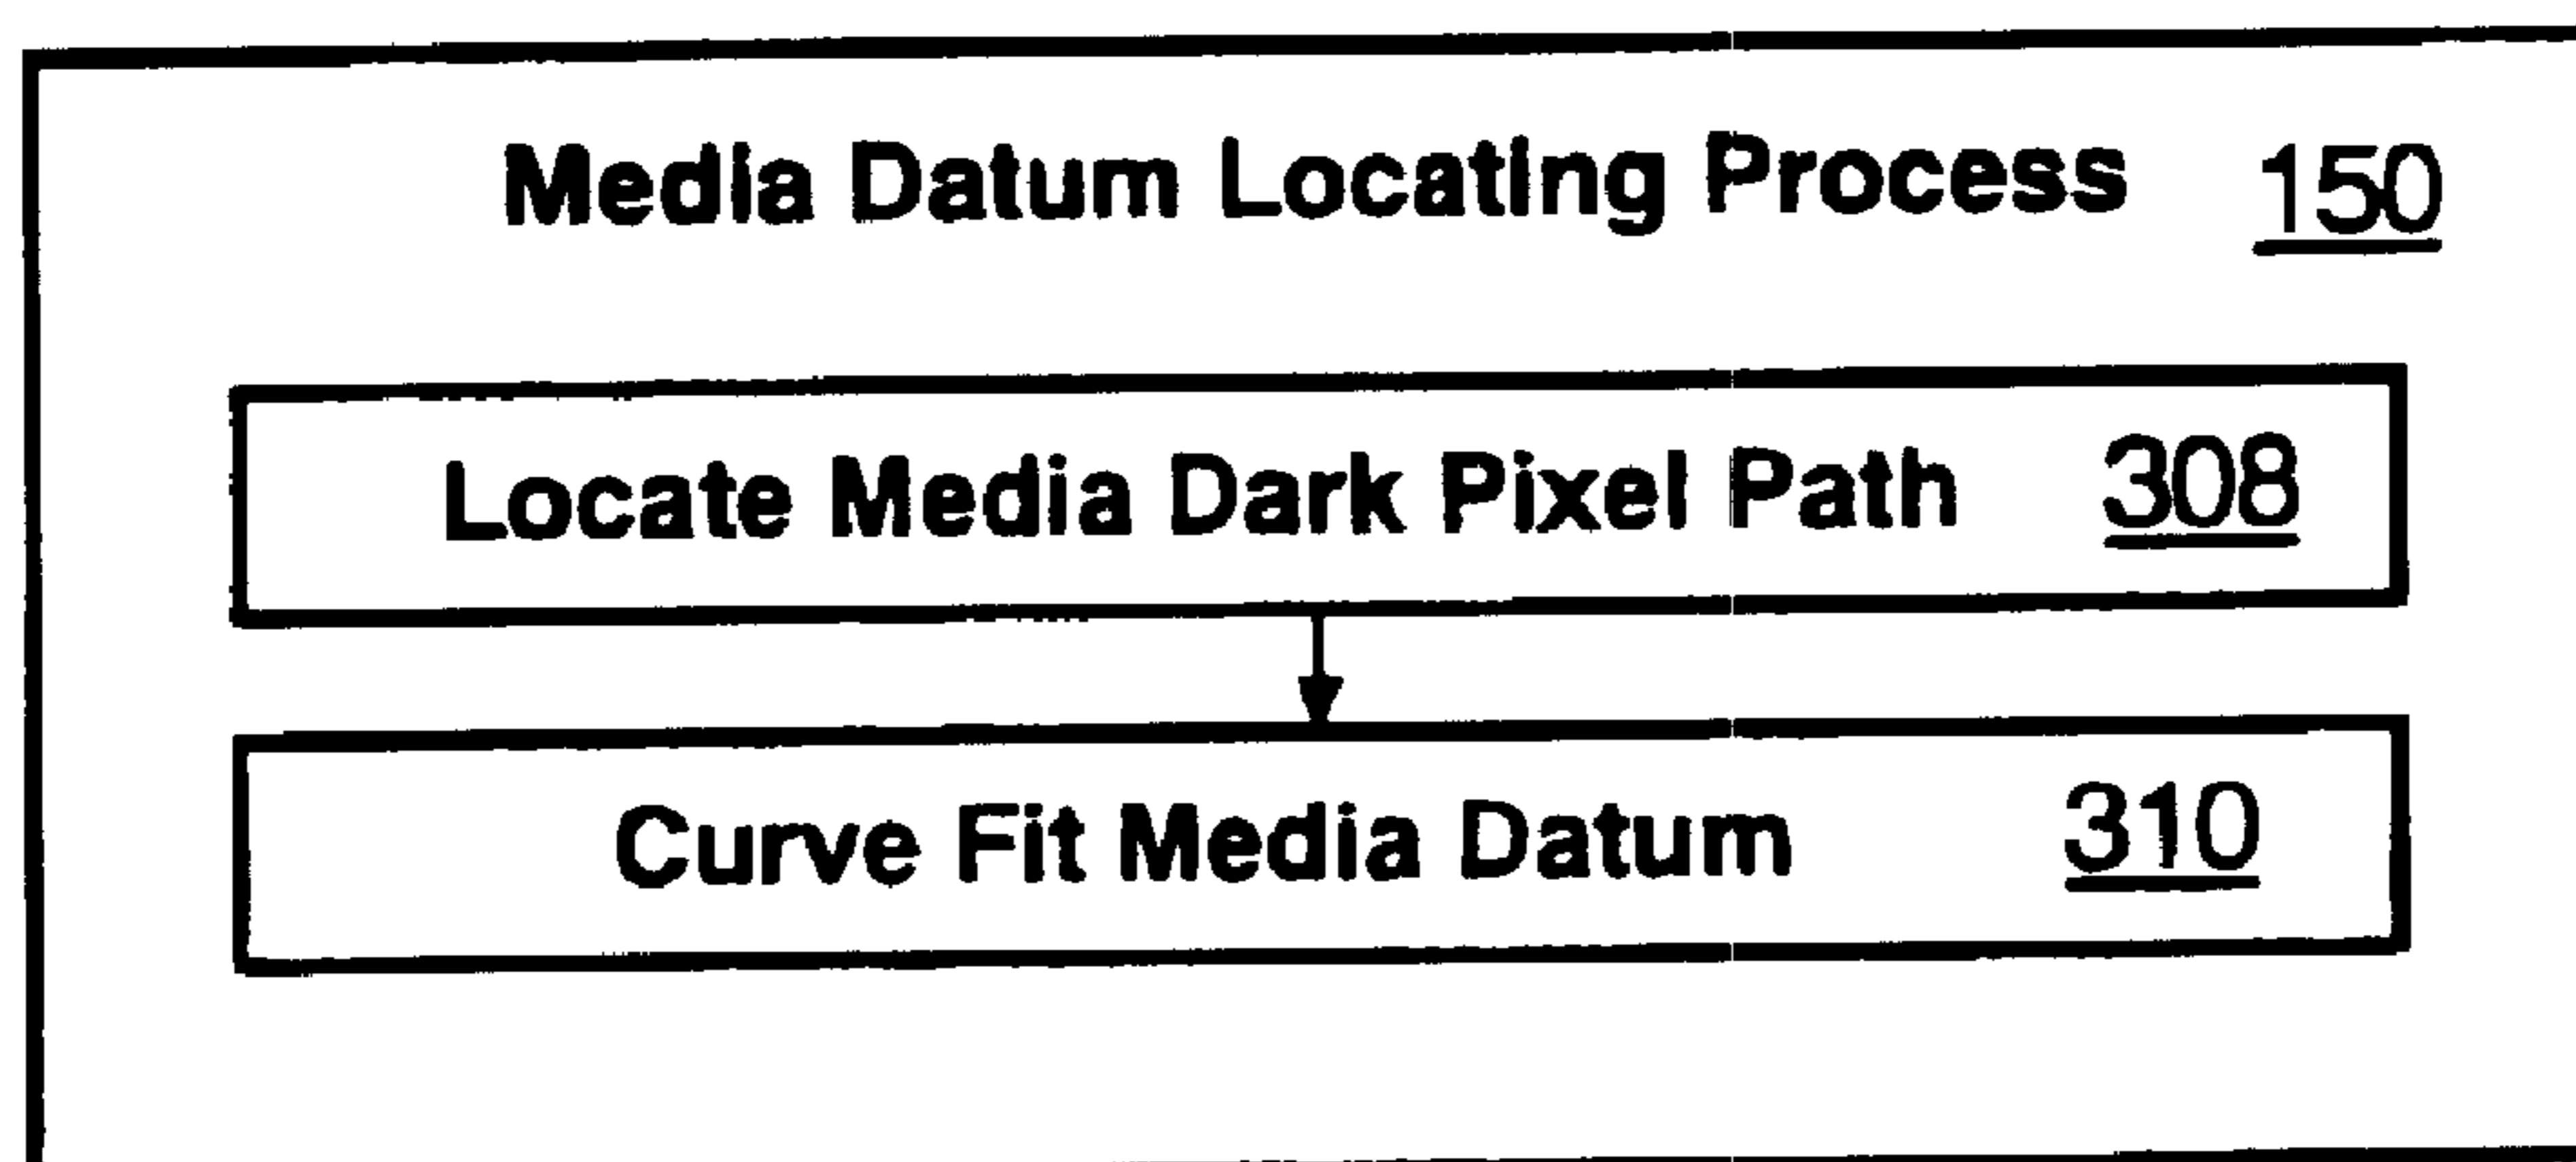 Media Datum Locating Process 150
Locate Media Dark Pixel Path 308
Curve Fit Media Datum 310